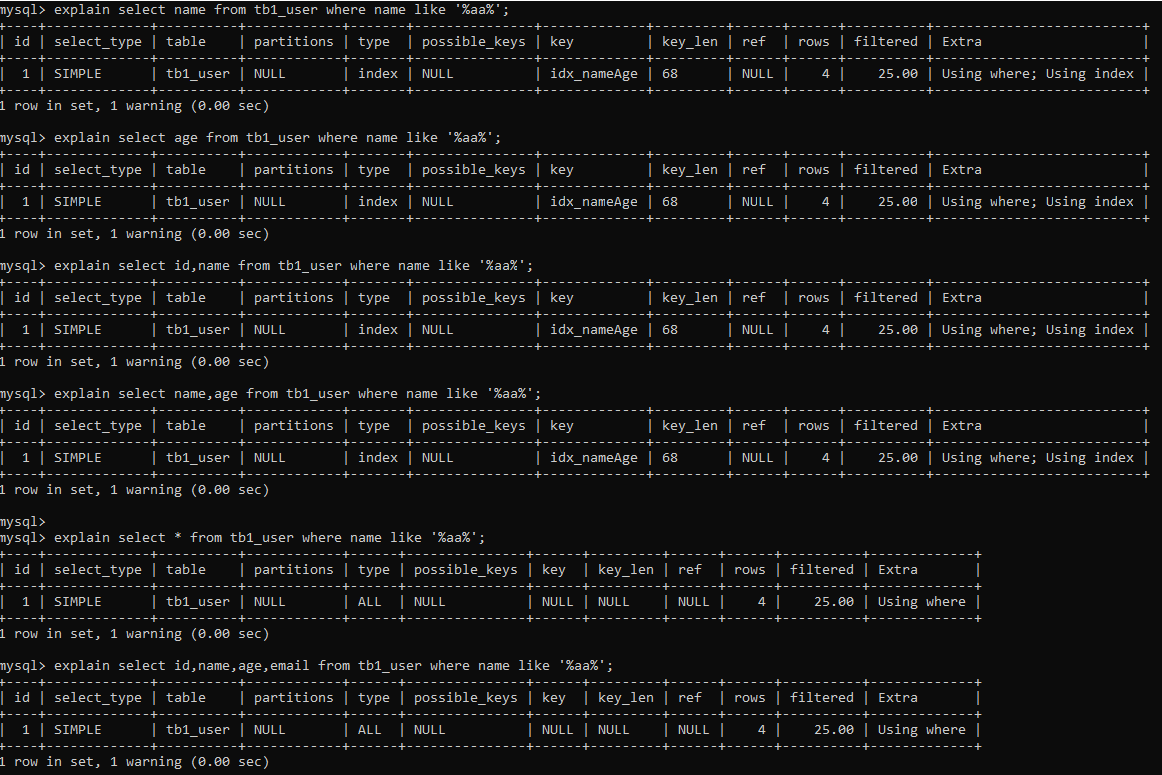 mysql> explain select name from tb1_user where name like '%aa%';
+----+-------------+----------+------------+-------+---------------+-------------+---------+------+------+----------+--------------------------+
| id | select_type | table    | partitions | type  | possible_keys | key         | key_len | ref  | rows | filtered | Extra                    |
+----+-------------+----------+------------+-------+---------------+-------------+---------+------+------+----------+--------------------------+
|  1 | SIMPLE      | tb1_user | NULL       | index | NULL          | idx_nameAge | 68      | NULL |    4 |    25.00 | Using where; Using index |
+----+-------------+----------+------------+-------+---------------+-------------+---------+------+------+----------+--------------------------+
1 row in set, 1 warning (0.00 sec)
mysql> explain select age from tb1_user where name like '%aa%';
+----+-------------+----------+------------+-------+---------------+-------------+---------+------+------+----------+--------------------------+
| id | select_type | table    | partitions | type  | possible_keys | key         | key_len | ref  | rows | filtered | Extra                    |
+----+-------------+----------+------------+-------+---------------+-------------+---------+------+------+----------+--------------------------+
|  1 | SIMPLE      | tb1_user | NULL       | index | NULL          | idx_nameAge | 68      | NULL |    4 |    25.00 | Using where; Using index |
+----+-------------+----------+------------+-------+---------------+-------------+---------+------+------+----------+--------------------------+
1 row in set, 1 warning (0.00 sec)
mysql> explain select id,name from tb1_user where name like '%aa%';
+----+-------------+----------+------------+-------+---------------+-------------+---------+------+------+----------+--------------------------+
| id | select_type | table    | partitions | type  | possible_keys | key         | key_len | ref  | rows | filtered | Extra                    |
+----+-------------+----------+------------+-------+---------------+-------------+---------+------+------+----------+--------------------------+
|  1 | SIMPLE      | tb1_user | NULL       | index | NULL          | idx_nameAge | 68      | NULL |    4 |    25.00 | Using where; Using index |
+----+-------------+----------+------------+-------+---------------+-------------+---------+------+------+----------+--------------------------+
1 row in set, 1 warning (0.00 sec)
mysql> explain select name,age from tb1_user where name like '%aa%';
+----+-------------+----------+------------+-------+---------------+-------------+---------+------+------+----------+--------------------------+
| id | select_type | table    | partitions | type  | possible_keys | key         | key_len | ref  | rows | filtered | Extra                    |
+----+-------------+----------+------------+-------+---------------+-------------+---------+------+------+----------+--------------------------+
|  1 | SIMPLE      | tb1_user | NULL       | index | NULL          | idx_nameAge | 68      | NULL |    4 |    25.00 | Using where; Using index |
+----+-------------+----------+------------+-------+---------------+-------------+---------+------+------+----------+--------------------------+
1 row in set, 1 warning (0.00 sec)
mysql>
mysql> explain select * from tb1_user where name like '%aa%';
+----+-------------+----------+------------+------+---------------+------+---------+------+------+----------+-------------+
| id | select_type | table    | partitions | type | possible_keys | key  | key_len | ref  | rows | filtered | Extra       |
+----+-------------+----------+------------+------+---------------+------+---------+------+------+----------+-------------+
|  1 | SIMPLE      | tb1_user | NULL       | ALL  | NULL          | NULL | NULL    | NULL |    4 |    25.00 | Using where |
+----+-------------+----------+------------+------+---------------+------+---------+------+------+----------+-------------+
1 row in set, 1 warning (0.00 sec)
mysql> explain select id,name,age,email from tb1_user where name like '%aa%';
+----+-------------+----------+------------+------+---------------+------+---------+------+------+----------+-------------+
| id | select_type | table    | partitions | type | possible_keys | key  | key_len | ref  | rows | filtered | Extra       |
+----+-------------+----------+------------+------+---------------+------+---------+------+------+----------+-------------+
|  1 | SIMPLE      | tb1_user | NULL       | ALL  | NULL          | NULL | NULL    | NULL |    4 |    25.00 | Using where |
+----+-------------+----------+------------+------+---------------+------+---------+------+------+----------+-------------+
1 row in set, 1 warning (0.00 sec)